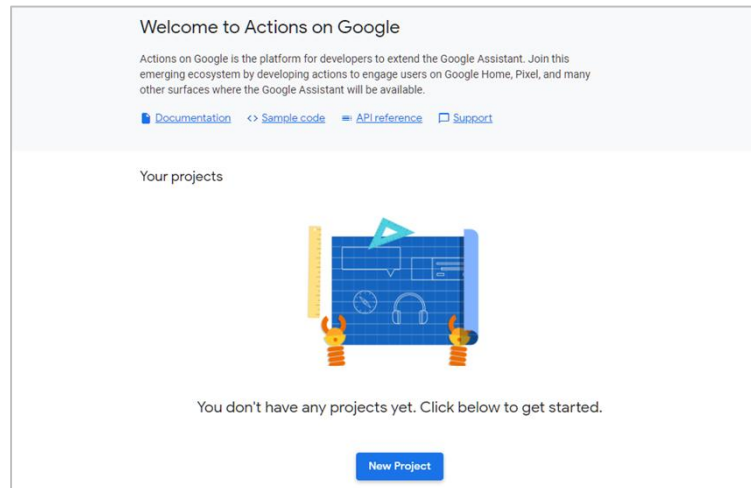 Welcome to Actions on Google
Actions on Google is the platform for developers to extend the Google Assistant. Join this
emerging ecosystem by developing actions to engage users on Google Home, Pixel, and many
other surfaces where the Google Assistant will be available.
Documentation <> Sample code API reference Support
Your projects
You don't have any projects yet. Click below to get started.
New Project